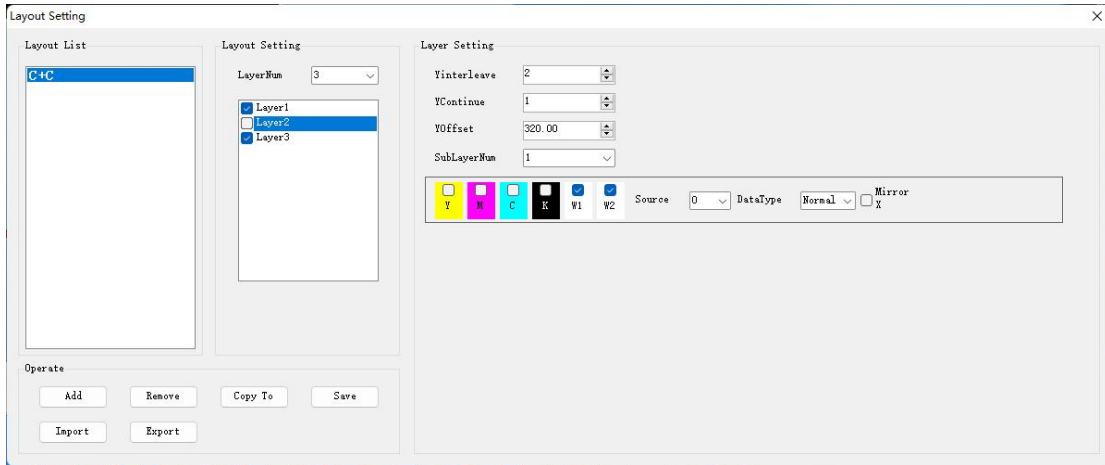 Layout Setting
Layout List
C+C
Layout Setting
LayerNum 3
Layer1
Layer2
Layer3
Layer Setting
Yinterleave 2
YContinue 1
YOffset 320.00
SubLayerNum 1
Y M C K W1 W2 Source 0 DataType Normal Mirror X
Operate
Add Remove Copy To Save
Import Export